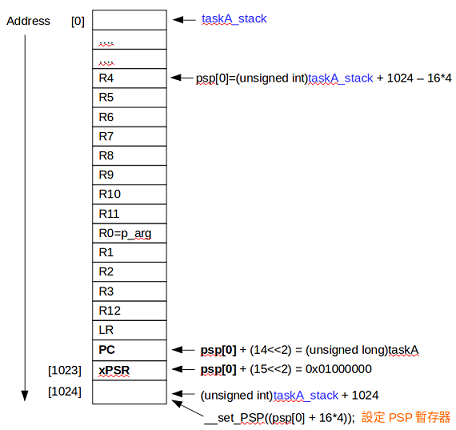 Address [0] taskA_stack
....
....
R4 psp[0]=(unsigned int)taskA_stack + 1024 – 16*4
R5
R6
R7
R8
R9
R10
R11
R0=p_arg
R1
R2
R3
R12
LR
PC psp[0] + (14<<2) = (unsigned long)taskA
[1023] xPSR psp[0] + (15<<2) = 0x01000000
[1024] (unsigned int)taskA_stack + 1024
__set_PSP((psp[0] + 16*4)); 設定 PSP 暫存器